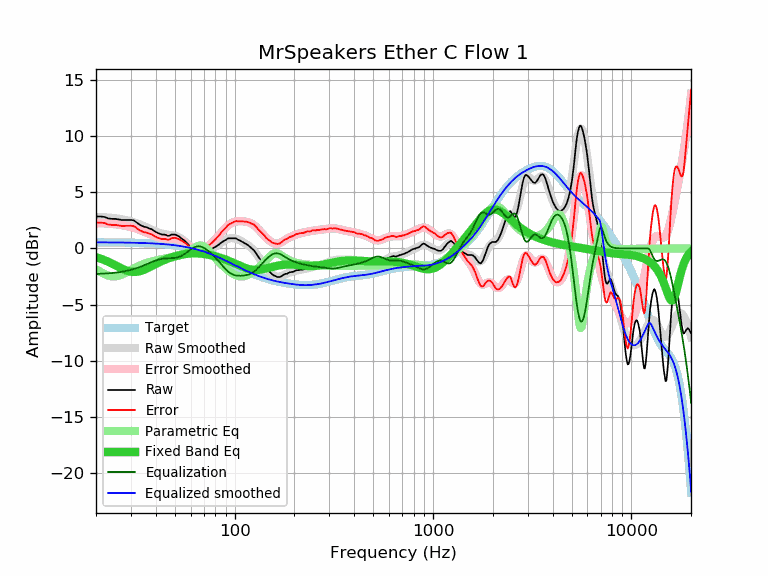 MrSpeakers Ether C Flow 1
15
10
5
0
−5
−10
−15
−20
Amplitude (dBr)
Target
Raw Smoothed
Error Smoothed
Raw
Error
Parametric Eq
Fixed Band Eq
Equalization
Equalized smoothed
100
1000
10000
Frequency (Hz)